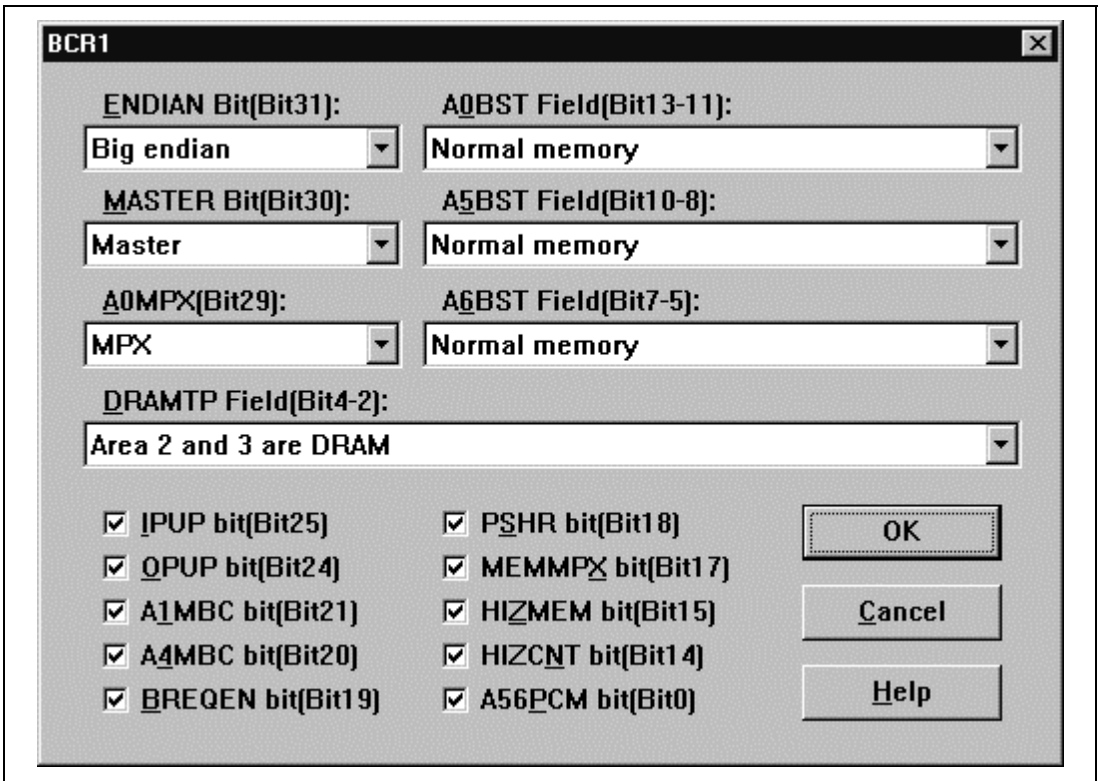 BCR1
ENDIAN Bit(Bit31): A0BST Field(Bit13-11):
Big endian Normal memory
MASTER Bit(Bit30): A5BST Field(Bit10-8):
Master Normal memory
A0MPX(Bit29): A6BST Field(Bit7-5):
MPX Normal memory
DRAMTP Field(Bit4-2):
Area 2 and 3 are DRAM
IPUP bit(Bit25) PSHR bit(Bit18) OK
OPUP bit(Bit24) MEMMPX bit(Bit17)
A1MBC bit(Bit21) HIZMEM bit(Bit15) Cancel
A4MBC bit(Bit20) HIZCNT bit(Bit14)
BREQEN bit(Bit19) A56PCM bit(Bit0) Help